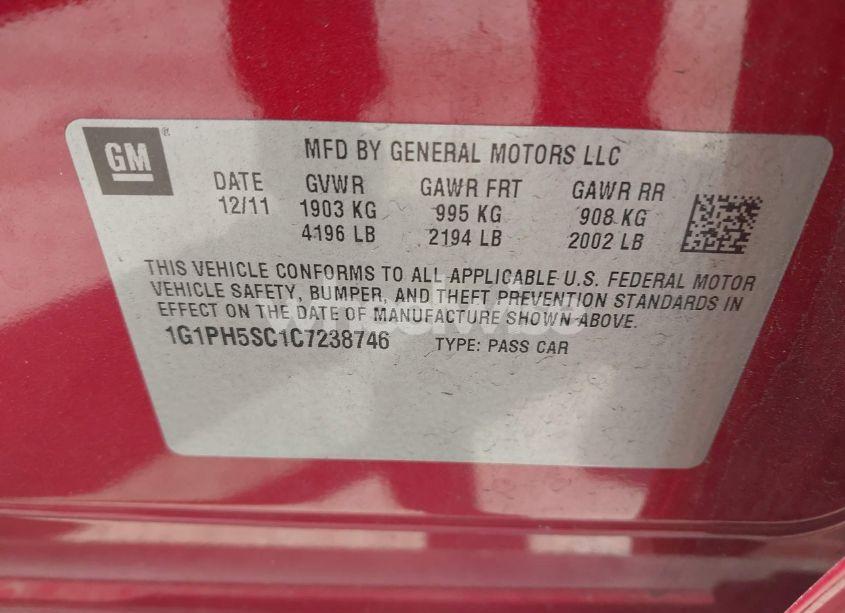 GM ®
MFD BY GENERAL MOTORS LLC
DATE GVWR GAWR FRT GAWR RR
12/11 1903 KG 995 KG 908 KG
4196 LB 2194 LB 2002 LB
THIS VEHICLE CONFORMS TO ALL APPLICABLE U.S. FEDERAL MOTOR
VEHICLE SAFETY, BUMPER, AND THEFT PREVENTION STANDARDS IN
EFFECT ON THE DATE OF MANUFACTURE SHOWN ABOVE.
1G1PH5SC1C7238746 TYPE: PASS CAR